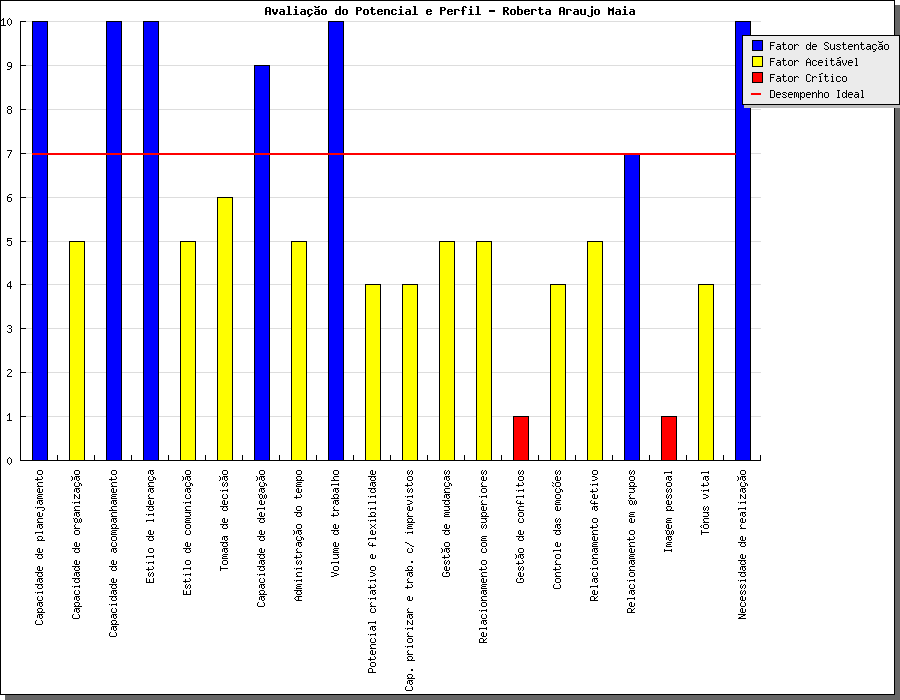 Avaliação do Potencial e Perfil - Roberta Araujo Maia
Fator de Sustentação
Fator Aceitável
Fator Crítico
Desempenho Ideal
10
9
8
7
6
5
4
3
2
1
0
Capacidade de planejamento
Capacidade de organização
Capacidade de acompanhamento
Estilo de liderança
Estilo de comunicação
Tomada de decisão
Capacidade de delegação
Administração do tempo
Volume de trabalho
Potencial criativo e flexibilidade
Cap. priorizar e trab. c/ imprevistos
Gestão de mudanças
Relacionamento com superiores
Gestão de conflitos
Controle das emoções
Relacionamento afetivo
Relacionamento em grupos
Imagem pessoal
Tônus vital
Necessidade de realização